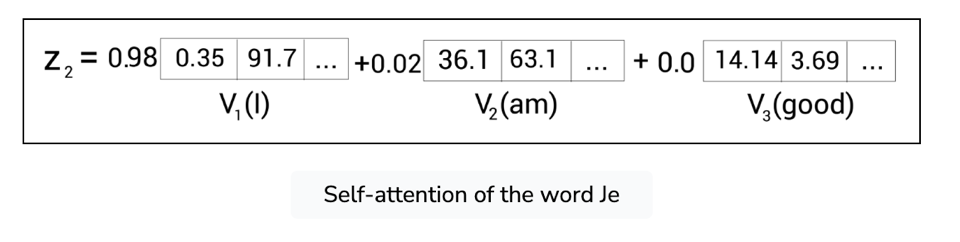 z₂ = 0.98 0.35 91.7 ... +0.02 36.1 63.1 ... + 0.0 14.14 3.69 ...
V₁(I) V₂(am) V₃(good)
Self-attention of the word Je